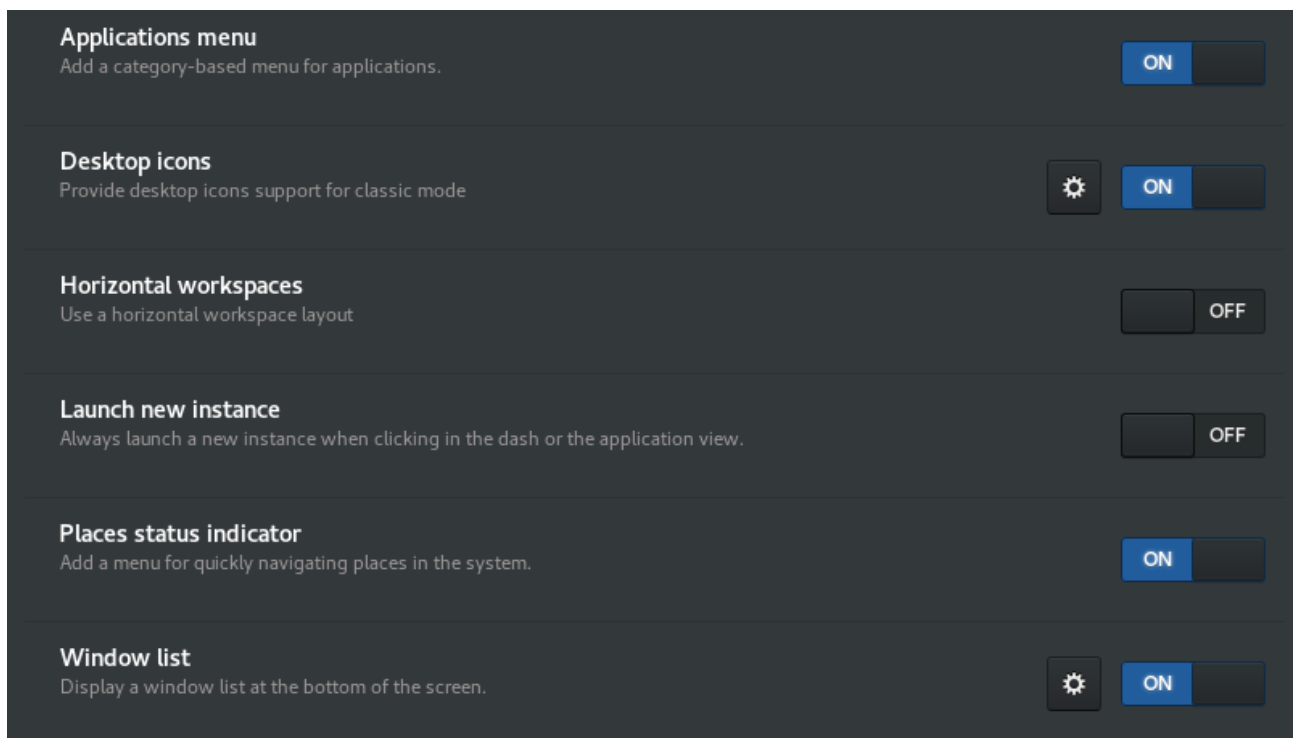 Applications menu
Add a category-based menu for applications.
ON
Desktop icons
Provide desktop icons support for classic mode
ON
Horizontal workspaces
Use a horizontal workspace layout
OFF
Launch new instance
Always launch a new instance when clicking in the dash or the application view.
OFF
Places status indicator
Add a menu for quickly navigating places in the system.
ON
Window list
Display a window list at the bottom of the screen.
ON